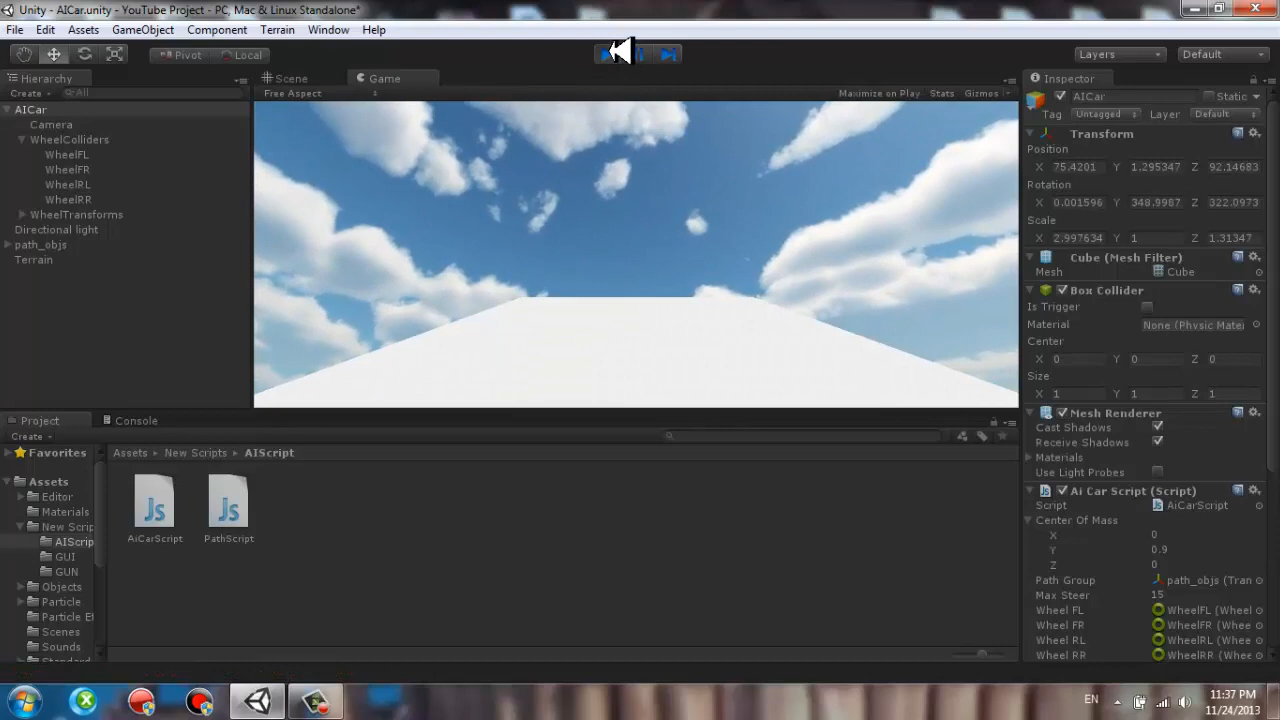 Unity - AICar.unity - YouTube Project - PC, Mac & Linux Standalone*
File Edit Assets GameObject Component Terrain Window Help
Pivot Local Layers Default
Hierarchy Scene Game Inspector
Create All
Free Aspect Maximize on Play Stats Gizmos
AICar
Camera
WheelColliders
WheelFL
WheelFR
WheelRL
WheelRR
WheelTransforms
Directional light
path_objs
Terrain
AICar Static
Tag Untagged Layer Default
Transform
Position
X 75.4201 Y 1.295347 Z 92.14683
Rotation
X 0.001596 Y 348.9987 Z 322.0973
Scale
X 2.997634 Y 1 Z 1.31347
Cube (Mesh Filter)
Mesh Cube
Box Collider
Is Trigger
Material None (Physic Mate
Center
X 0 Y 0 Z 0
Size
X 1 Y 1 Z 1
Mesh Renderer
Cast Shadows
Receive Shadows
Materials
Use Light Probes
Ai Car Script (Script)
Script AiCarScript
Center Of Mass
X 0
Y 0.9
Z 0
Path Group path_objs (Tran
Max Steer 15
Wheel FL WheelFL (Wheel
Wheel FR WheelFR (Whee
Wheel RL WheelRL (Whee
Wheel RR WheelRR (Whee
Project Console
Create
Favorites
Assets
Editor
Materials
New Scrip
AIScrip
GUI
GUN
Objects
Particle
Particle Ef
Scenes
Sounds
Standard
Assets New Scripts AIScript
Js Js
AiCarScript PathScript
EN
11:37 PM
11/24/2013